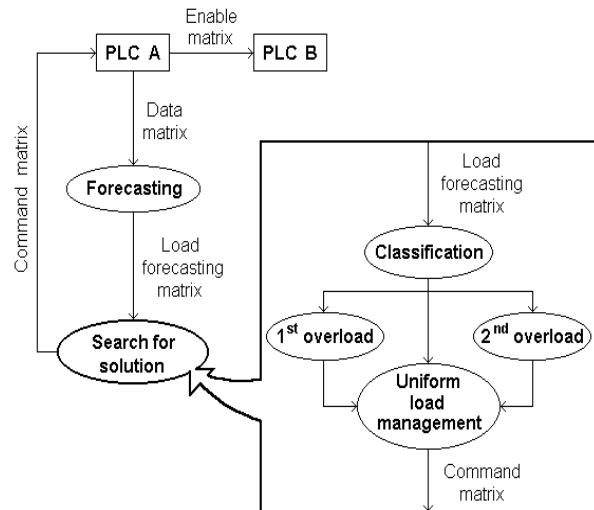 Enable
matrix
PLC A
PLC B
Data
matrix
Command matrix
Forecasting
Load
forecasting
matrix
Search for
solution
Load
forecasting
matrix
Classification
1st overload
2nd overload
Uniform
load
management
Command
matrix